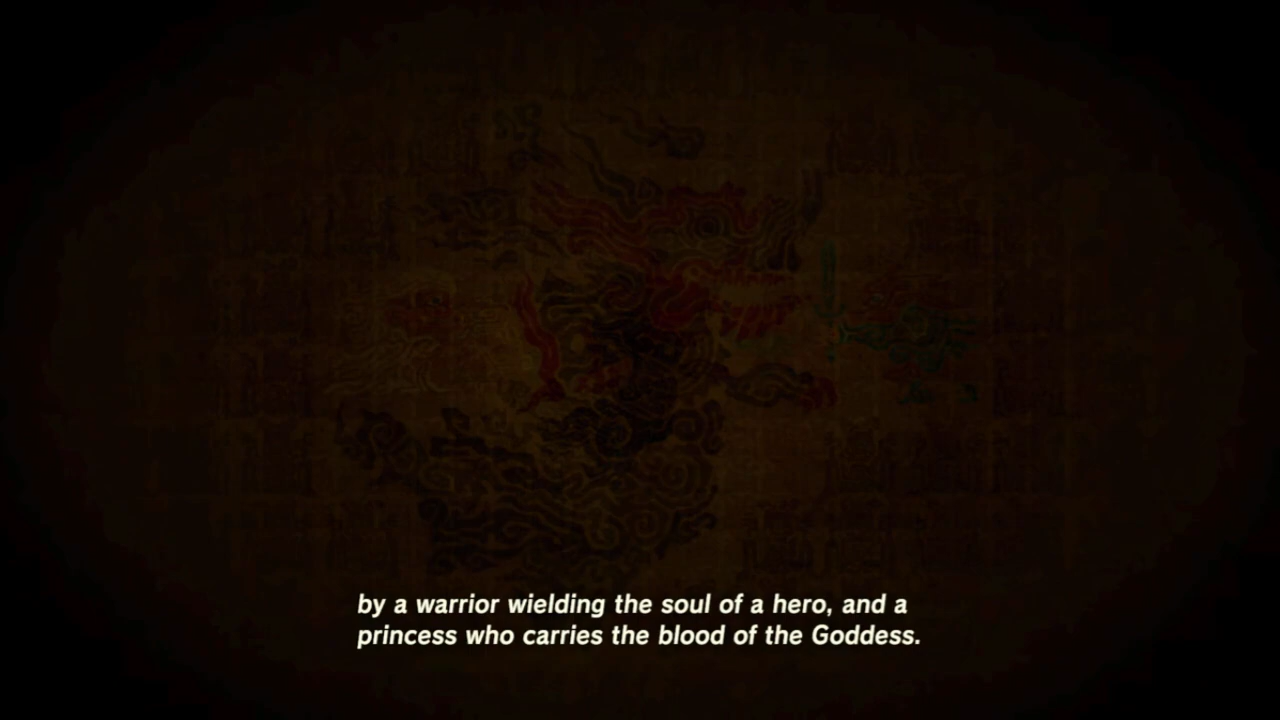 by a warrior wielding the soul of a hero, and a
princess who carries the blood of the Goddess.